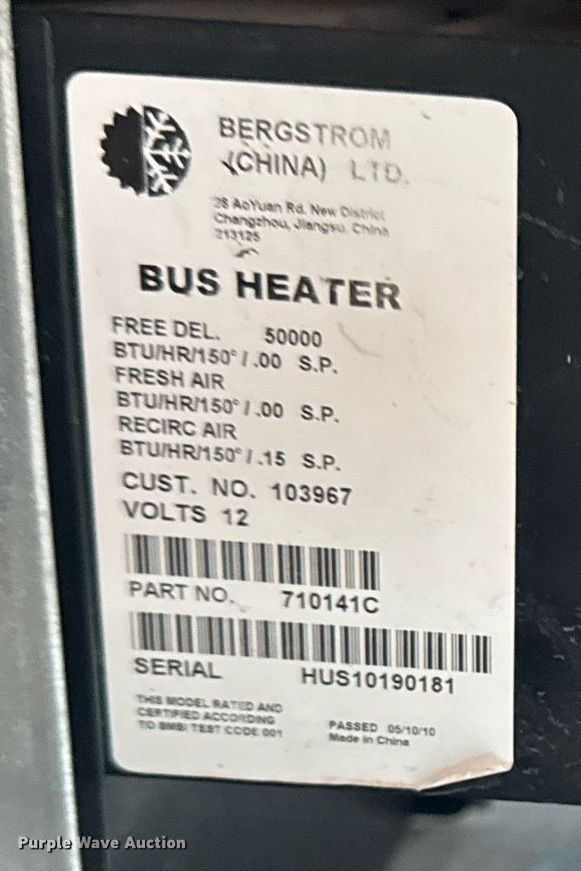 BERGSTROM
(CHINA) LTD.
28 AoYuan Rd. New District
Changzhou, Jiangsu, China
213125
BUS HEATER
FREE DEL. 50000
BTU/HR/150° / .00 S.P.
FRESH AIR
BTU/HR/150° / .00 S.P.
RECIRC AIR
BTU/HR/150° / .15 S.P.
CUST. NO. 103967
VOLTS 12
PART NO. 710141C
SERIAL HUS10190181
THIS MODEL RATED AND
CERTIFIED ACCORDING
TO SMBI TEST CODE 001
PASSED 05/10/10
Made in China
Purple Wave Auction